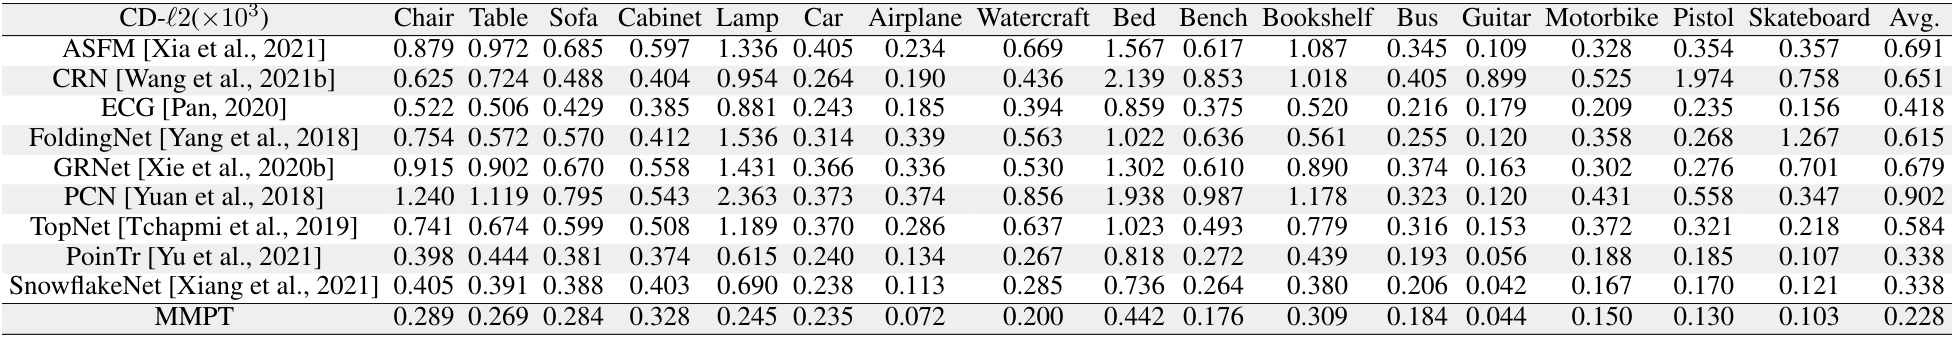 CD-ℓ2(×10³) Chair Table Sofa Cabinet Lamp Car Airplane Watercraft Bed Bench Bookshelf Bus Guitar Motorbike Pistol Skateboard Avg.
ASFM [Xia et al., 2021] 0.879 0.972 0.685 0.597 1.336 0.405 0.234 0.669 1.567 0.617 1.087 0.345 0.109 0.328 0.354 0.357 0.691
CRN [Wang et al., 2021b] 0.625 0.724 0.488 0.404 0.954 0.264 0.190 0.436 2.139 0.853 1.018 0.405 0.899 0.525 1.974 0.758 0.651
ECG [Pan, 2020] 0.522 0.506 0.429 0.385 0.881 0.243 0.185 0.394 0.859 0.375 0.520 0.216 0.179 0.209 0.235 0.156 0.418
FoldingNet [Yang et al., 2018] 0.754 0.572 0.570 0.412 1.536 0.314 0.339 0.563 1.022 0.636 0.561 0.255 0.120 0.358 0.268 1.267 0.615
GRNet [Xie et al., 2020b] 0.915 0.902 0.670 0.558 1.431 0.366 0.336 0.530 1.302 0.610 0.890 0.374 0.163 0.302 0.276 0.701 0.679
PCN [Yuan et al., 2018] 1.240 1.119 0.795 0.543 2.363 0.373 0.374 0.856 1.938 0.987 1.178 0.323 0.120 0.431 0.558 0.347 0.902
TopNet [Tchapmi et al., 2019] 0.741 0.674 0.599 0.508 1.189 0.370 0.286 0.637 1.023 0.493 0.779 0.316 0.153 0.372 0.321 0.218 0.584
PoinTr [Yu et al., 2021] 0.398 0.444 0.381 0.374 0.615 0.240 0.134 0.267 0.818 0.272 0.439 0.193 0.056 0.188 0.185 0.107 0.338
SnowflakeNet [Xiang et al., 2021] 0.405 0.391 0.388 0.403 0.690 0.238 0.113 0.285 0.736 0.264 0.380 0.206 0.042 0.167 0.170 0.121 0.338
MMPT 0.289 0.269 0.284 0.328 0.245 0.235 0.072 0.200 0.442 0.176 0.309 0.184 0.044 0.150 0.130 0.103 0.228